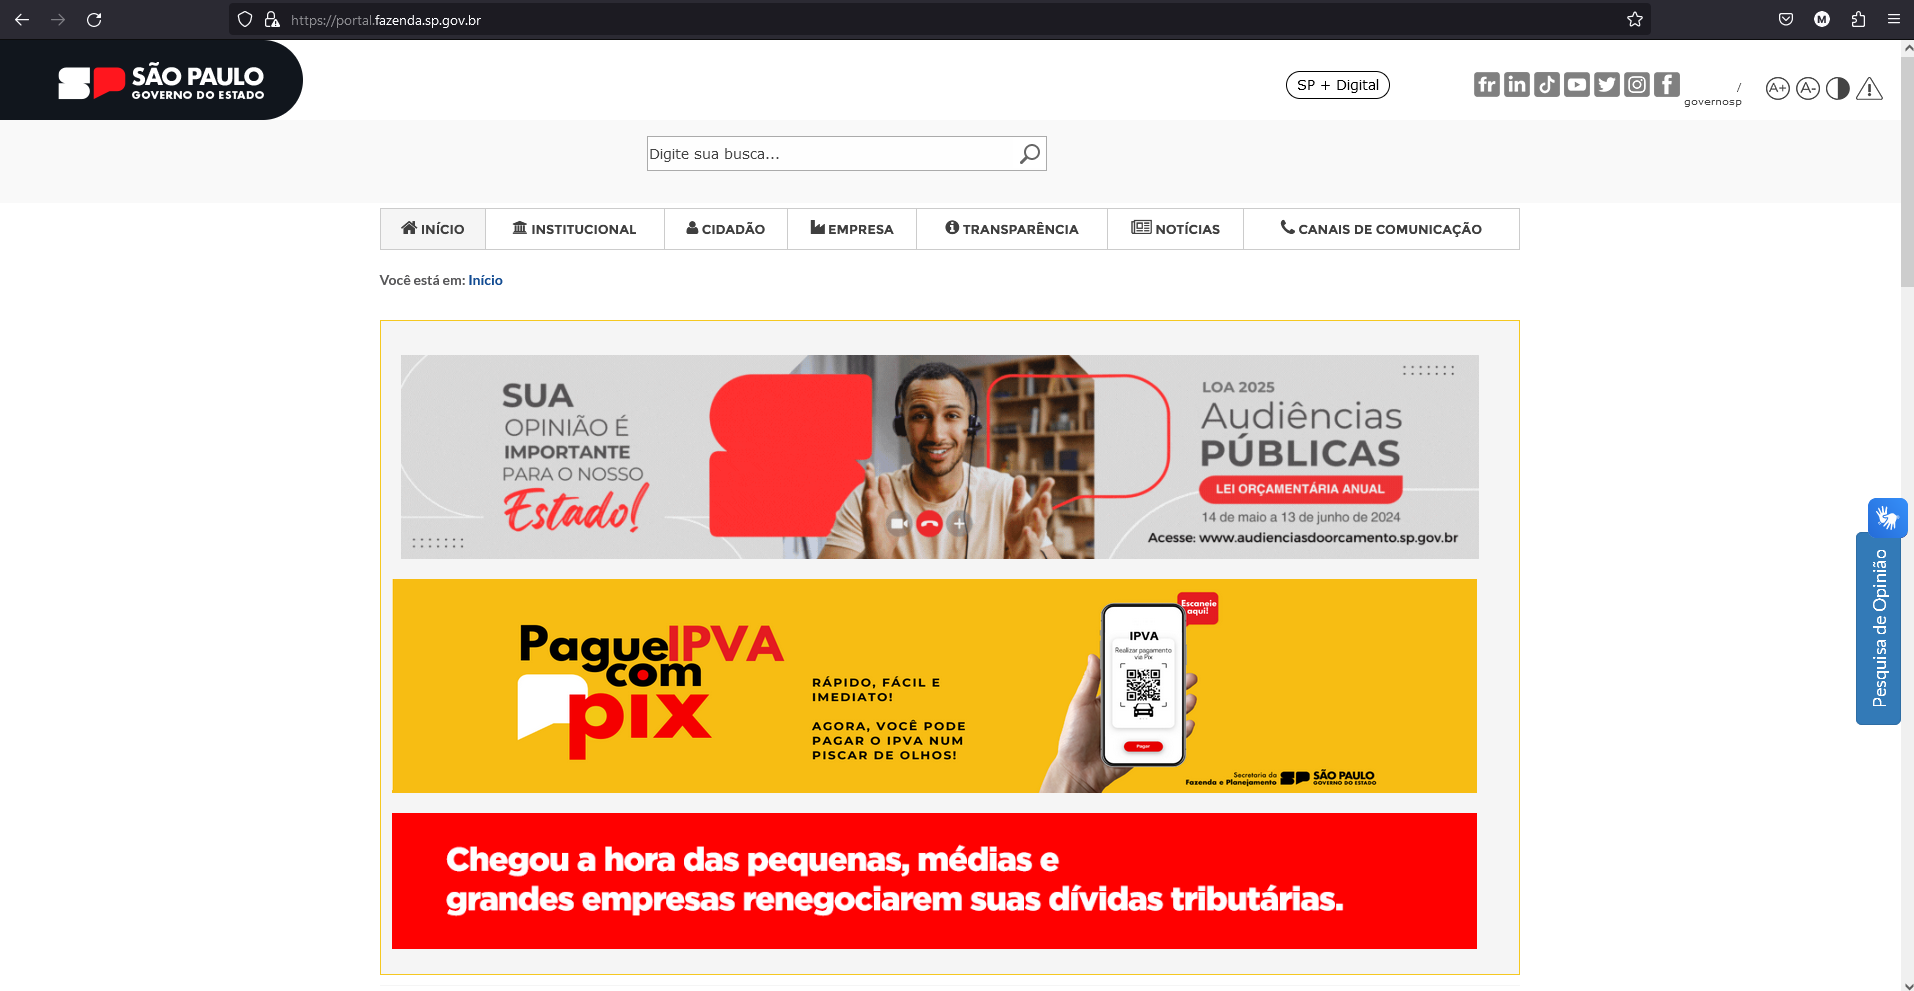 https://portal.fazenda.sp.gov.br
SÃO PAULO
GOVERNO DO ESTADO
SP + Digital
/
governosp
A+
A-
Digite sua busca...
INÍCIO
INSTITUCIONAL
CIDADÃO
EMPRESA
TRANSPARÊNCIA
NOTÍCIAS
CANAIS DE COMUNICAÇÃO
Você está em: Início
SUA
OPINIÃO É
IMPORTANTE
PARA O NOSSO
Estado!
LOA 2025
Audiências
PÚBLICAS
LEI ORÇAMENTÁRIA ANUAL
14 de maio a 13 de junho de 2024
Acesse: www.audienciasdoorcamento.sp.gov.br
Pesquisa de Opinião
Pague IPVA
com
pix
RÁPIDO, FÁCIL E
IMEDIATO!
AGORA, VOCÊ PODE
PAGAR O IPVA NUM
PISCAR DE OLHOS!
Escaneie
aqui!
IPVA
Realizar pagamento
via Pix
Pagar
Secretaria da
Fazenda e Planejamento
SÃO PAULO
GOVERNO DO ESTADO
Chegou a hora das pequenas, médias e
grandes empresas renegociarem suas dívidas tributárias.